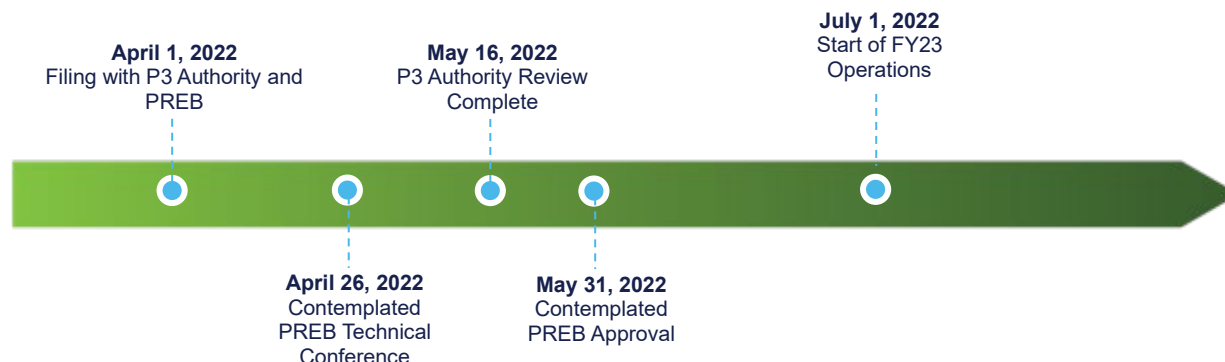 April 1, 2022
Filing with P3 Authority and
PREB
April 26, 2022
Contemplated
PREB Technical
Conference
May 16, 2022
P3 Authority Review
Complete
May 31, 2022
Contemplated
PREB Approval
July 1, 2022
Start of FY23
Operations